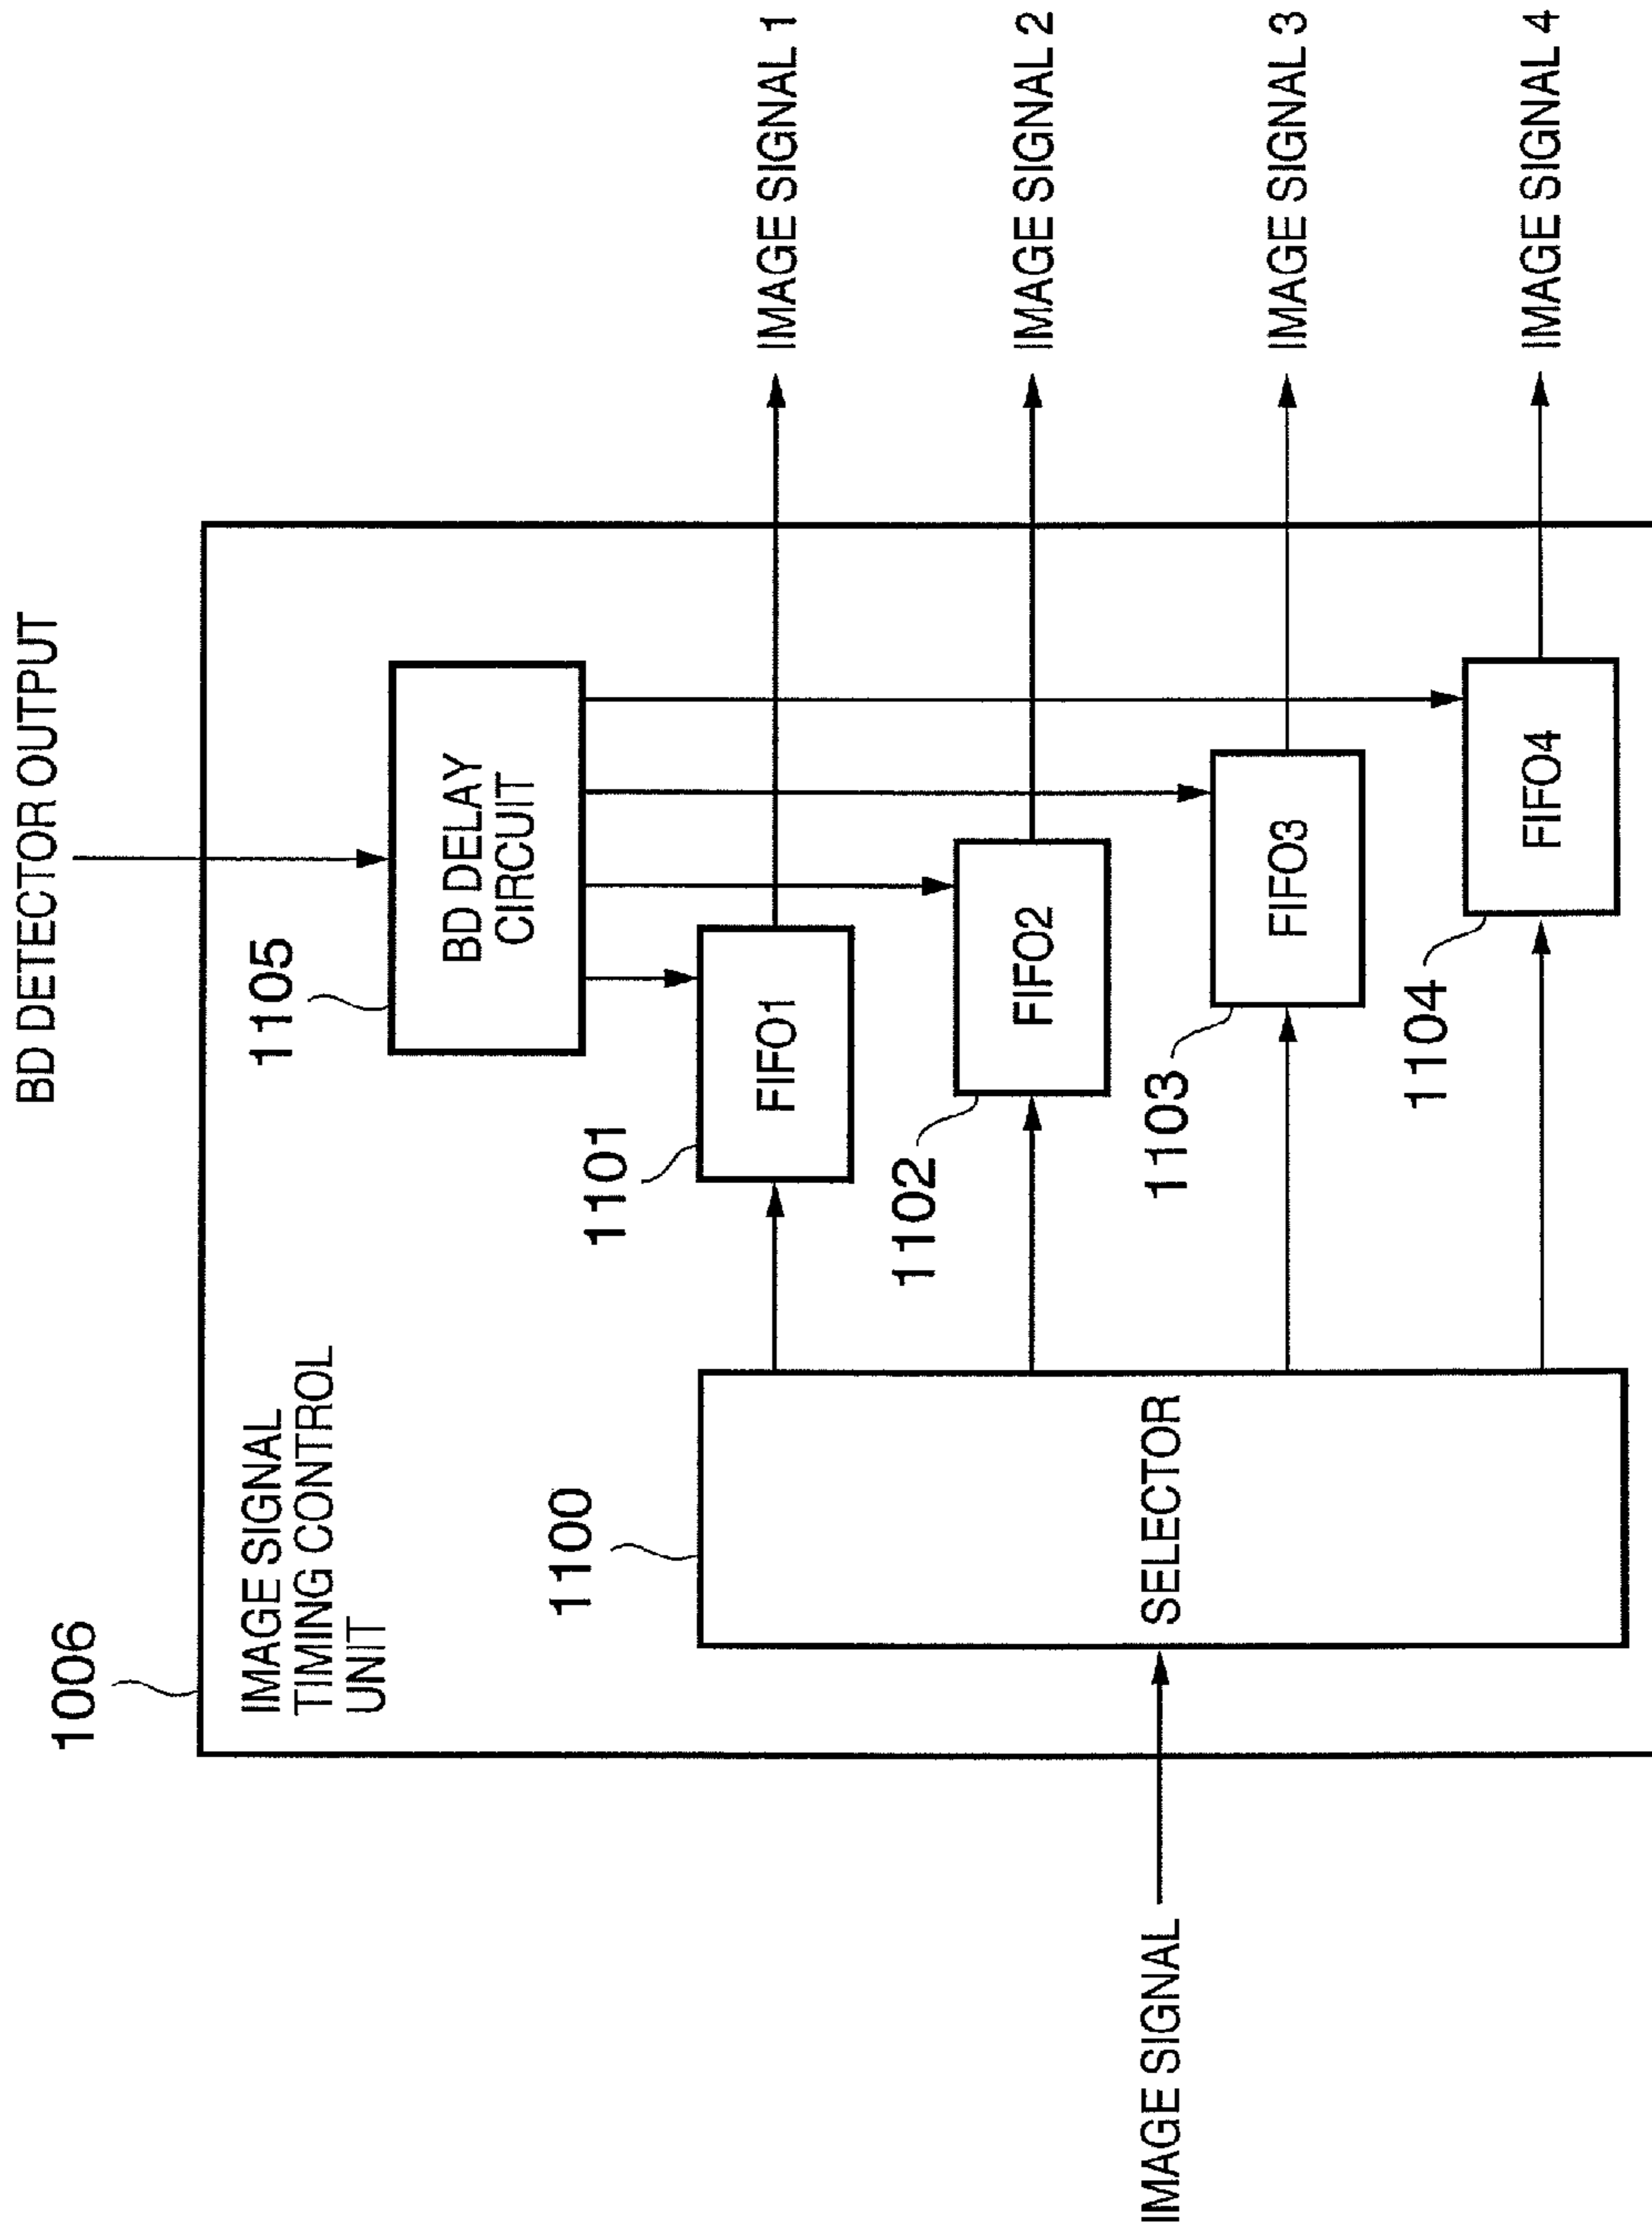 BD DETECTOR OUTPUT
1006
IMAGE SIGNAL
TIMING CONTROL
UNIT
1105
BD DELAY
CIRCUIT
1100
SELECTOR
IMAGE SIGNAL
1101
FIFO1
IMAGE SIGNAL 1
1102
FIFO2
IMAGE SIGNAL 2
1103
FIFO3
IMAGE SIGNAL 3
1104
FIFO4
IMAGE SIGNAL 4